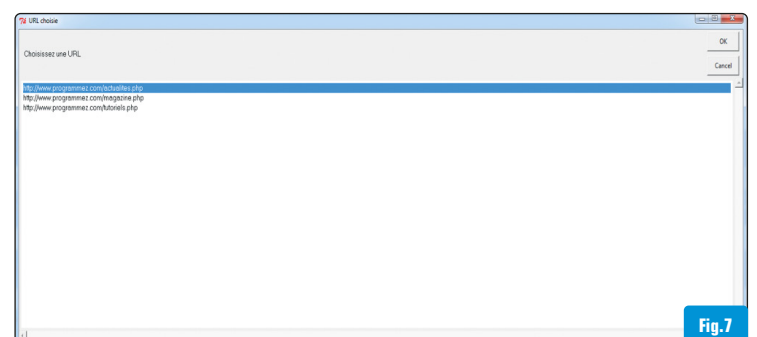 URL choisie
OK
Choisissez une URL
Cancel
http://www.programmez.com/actualites.php
http://www.programmez.com/magazine.php
http://www.programmez.com/tutoriels.php
Fig.7